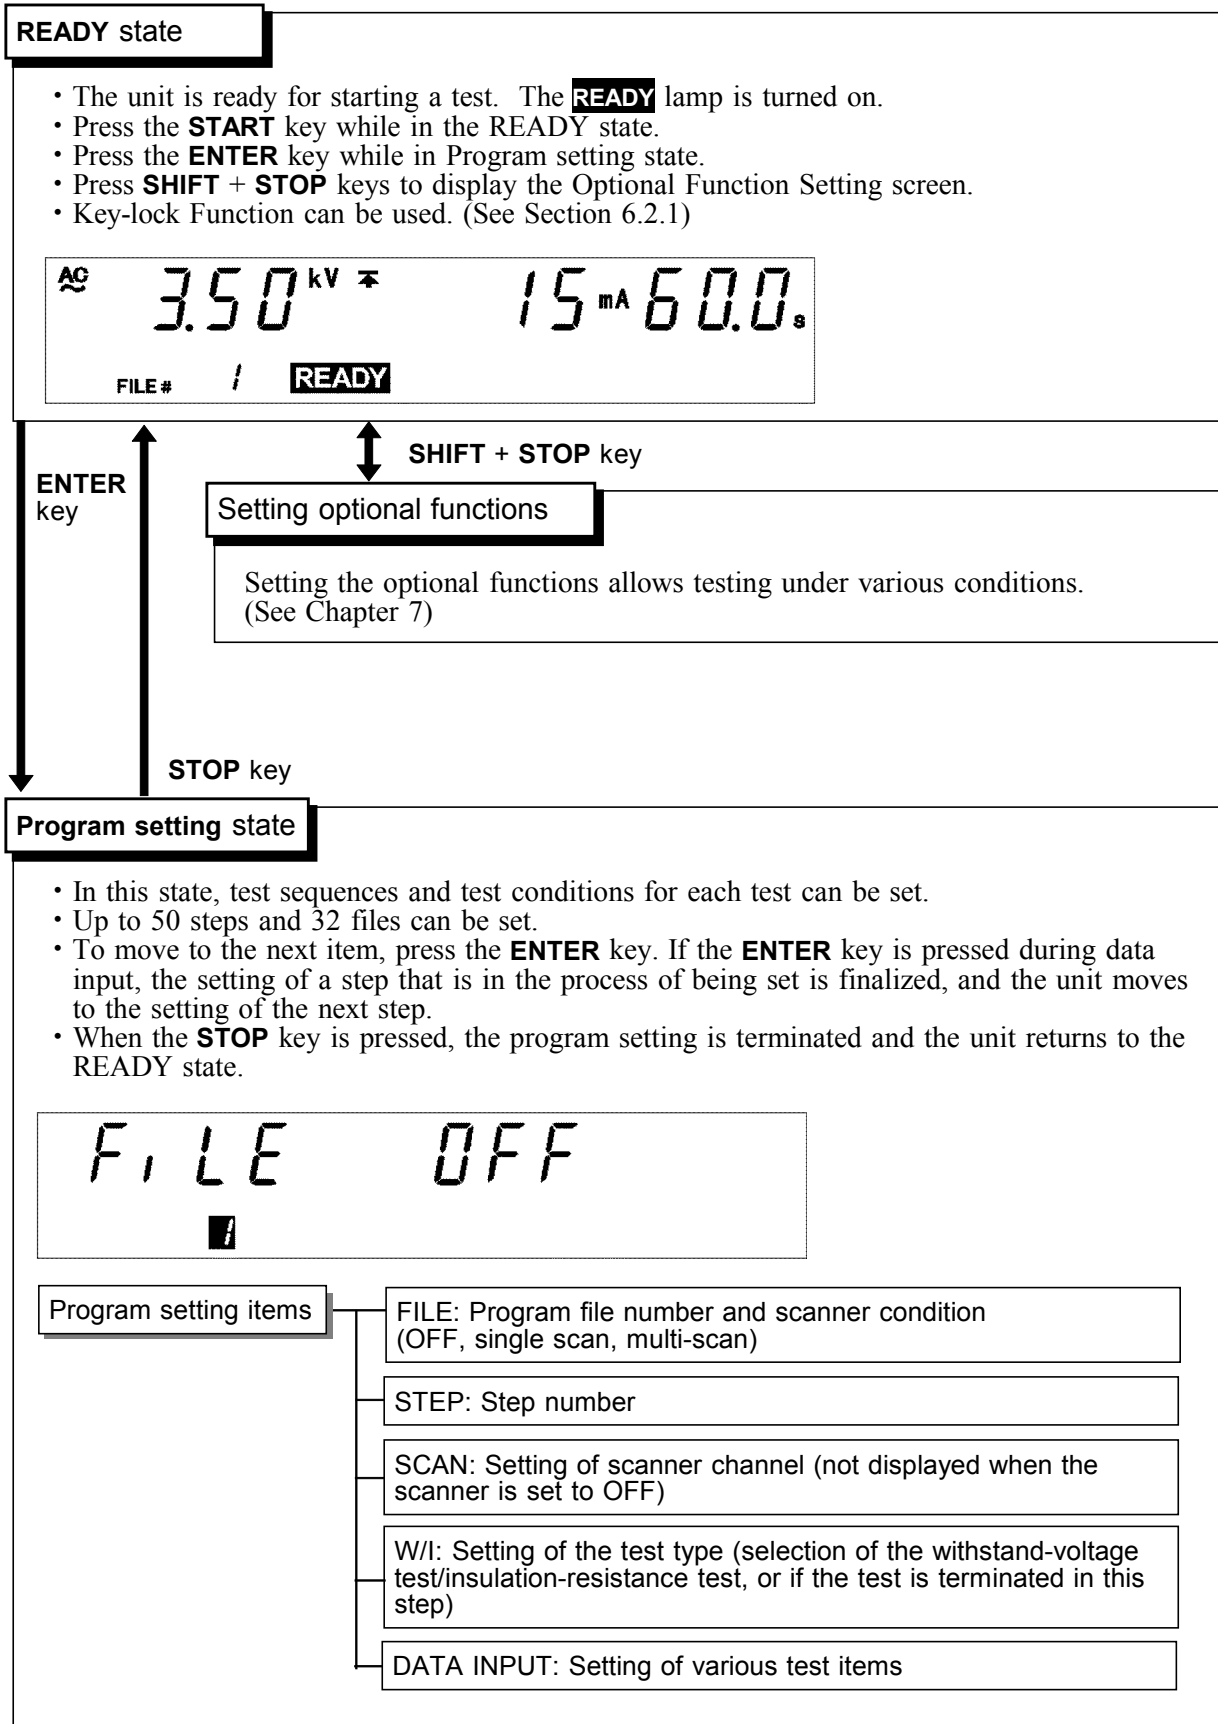 READY state
・The unit is ready for starting a test. The READY lamp is turned on.
・Press the START key while in the READY state.
・Press the ENTER key while in Program setting state.
・Press SHIFT + STOP keys to display the Optional Function Setting screen.
・Key-lock Function can be used. (See Section 6.2.1)
AC 3.50 kV 15 mA 60.0 s
FILE # 1 READY
SHIFT + STOP key
ENTER
key
Setting optional functions
Setting the optional functions allows testing under various conditions.
(See Chapter 7)
STOP key
Program setting state
・In this state, test sequences and test conditions for each test can be set.
・Up to 50 steps and 32 files can be set.
・To move to the next item, press the ENTER key. If the ENTER key is pressed during data
input, the setting of a step that is in the process of being set is finalized, and the unit moves
to the setting of the next step.
・When the STOP key is pressed, the program setting is terminated and the unit returns to the
READY state.
FiLE OFF
1
Program setting items
FILE: Program file number and scanner condition
(OFF, single scan, multi-scan)
STEP: Step number
SCAN: Setting of scanner channel (not displayed when the
scanner is set to OFF)
W/I: Setting of the test type (selection of the withstand-voltage
test/insulation-resistance test, or if the test is terminated in this
step)
DATA INPUT: Setting of various test items